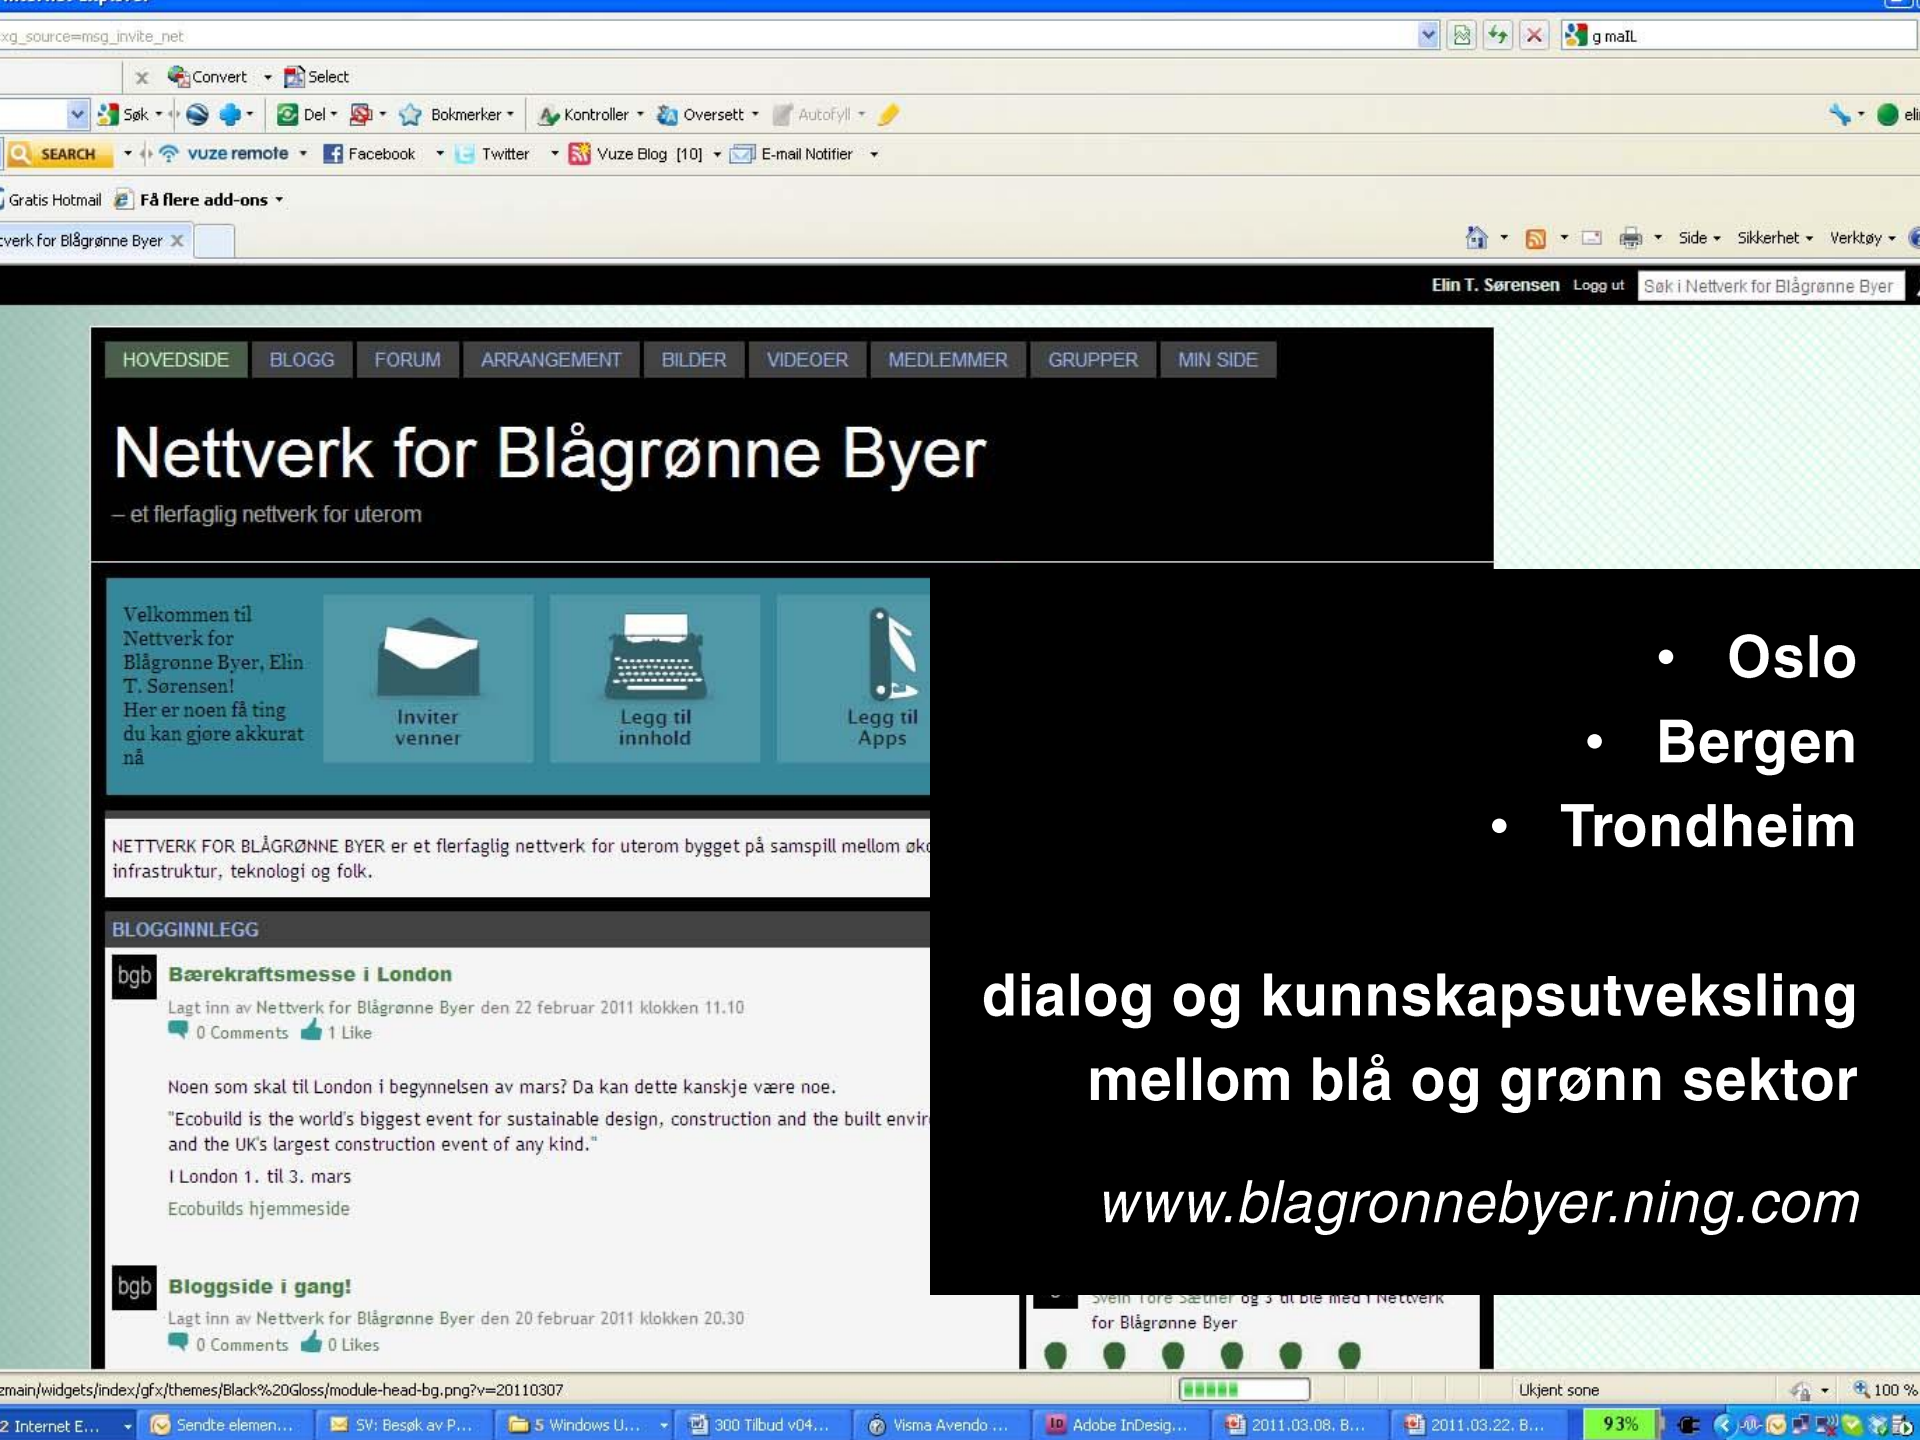 xg_source=msg_invite_net
g maIL
x Convert Select
Søk Del Bokmerker Kontroller Oversett Autofyll
SEARCH vuze remote Facebook Twitter Vuze Blog [10] E-mail Notifier
Gratis Hotmail Få flere add-ons
for Blågrønne Byer X
Side Sikkerhet Verktøy
Elin T. Sørensen Logg ut Søk i Nettverk for Blågrønne Byer
HOVEDSIDE BLOGG FORUM ARRANGEMENT BILDER VIDEOER MEDLEMMER GRUPPER MIN SIDE
Nettverk for Blågrønne Byer
– et flerfaglig nettverk for uterom
Velkommen til
Nettverk for
Blågrønne Byer, Elin
T. Sørensen!
Her er noen få ting
du kan gjøre akkurat
nå
Inviter
venner
Legg til
innhold
Legg til
Apps
NETTVERK FOR BLÅGRØNNE BYER er et flerfaglig nettverk for uterom bygget på samspill mellom
infrastruktur, teknologi og folk.
BLOGGINNLEGG
bgb Bærekraftsmesse i London
Lagt inn av Nettverk for Blågrønne Byer den 22 februar 2011 klokken 11.10
0 Comments 1 Like
Noen som skal til London i begynnelsen av mars? Da kan dette kanskje være noe.
"Ecobuild is the world's biggest event for sustainable design, construction and the built
and the UK's largest construction event of any kind."
I London 1. til 3. mars
Ecobuilds hjemmeside
bgb Bloggside i gang!
Lagt inn av Nettverk for Blågrønne Byer den 20 februar 2011 klokken 20.30
0 Comments 0 Likes
• Oslo
• Bergen
• Trondheim
dialog og kunnskapsutveksling
mellom blå og grønn sektor
www.blagronnebyer.ning.com
Svein Tore Sæther og 3 til ble med i Nettverk
for Blågrønne Byer
zmain/widgets/index/gfx/themes/Black%20Gloss/module-head-bg.png?v=20110307
Ukjent sone 100 %
2 Internet E... Sendte elemen... SV: Besøk av P... 5 Windows U... 300 Tilbud v04... Visma Avendo ... Adobe InDesig... 2011.03.08. B... 2011.03.22. B... 93%